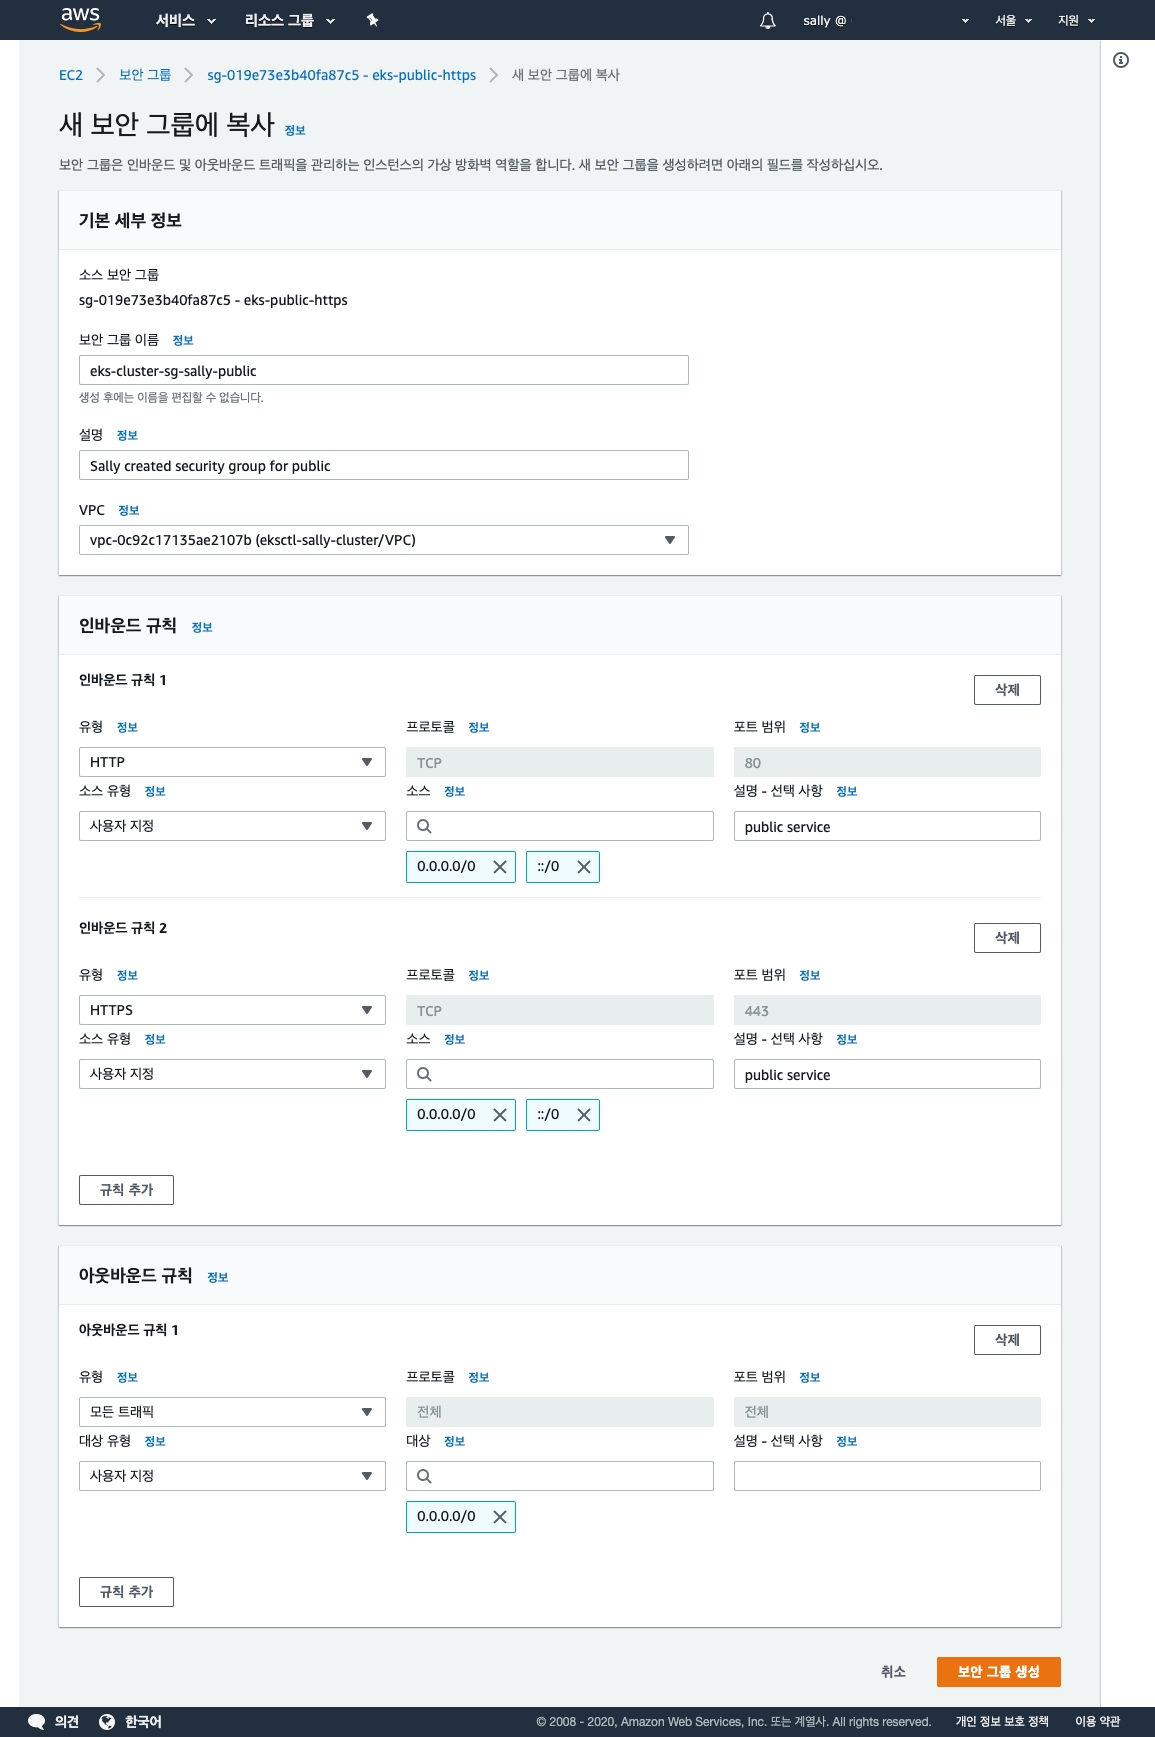 aws 서비스 리소스 그룹 sally @ 서울 지원
EC2 > 보안 그룹 > sg-019e73e3b40fa87c5 - eks-public-https > 새 보안 그룹에 복사
새 보안 그룹에 복사 정보
보안 그룹은 인바운드 및 아웃바운드 트래픽을 관리하는 인스턴스의 가상 방화벽 역할을 합니다. 새 보안 그룹을 생성하려면 아래의 필드를 작성하십시오.
기본 세부 정보
소스 보안 그룹
sg-019e73e3b40fa87c5 - eks-public-https
보안 그룹 이름 정보
eks-cluster-sg-sally-public
생성 후에는 이름을 편집할 수 없습니다.
설명 정보
Sally created security group for public
VPC 정보
vpc-0c92c17135ae2107b (eksctl-sally-cluster/VPC)
인바운드 규칙 정보
인바운드 규칙 1 삭제
유형 정보 프로토콜 정보 포트 범위 정보
HTTP TCP 80
소스 유형 정보 소스 정보 설명 - 선택 사항 정보
사용자 지정 public service
0.0.0.0/0 ::/0
인바운드 규칙 2 삭제
유형 정보 프로토콜 정보 포트 범위 정보
HTTPS TCP 443
소스 유형 정보 소스 정보 설명 - 선택 사항 정보
사용자 지정 public service
0.0.0.0/0 ::/0
규칙 추가
아웃바운드 규칙 정보
아웃바운드 규칙 1 삭제
유형 정보 프로토콜 정보 포트 범위 정보
모든 트래픽 전체 전체
대상 유형 정보 대상 정보 설명 - 선택 사항 정보
사용자 지정
0.0.0.0/0
규칙 추가
취소 보안 그룹 생성
의견 한국어 © 2008 - 2020, Amazon Web Services, Inc. 또는 계열사. All rights reserved. 개인 정보 보호 정책 이용 약관